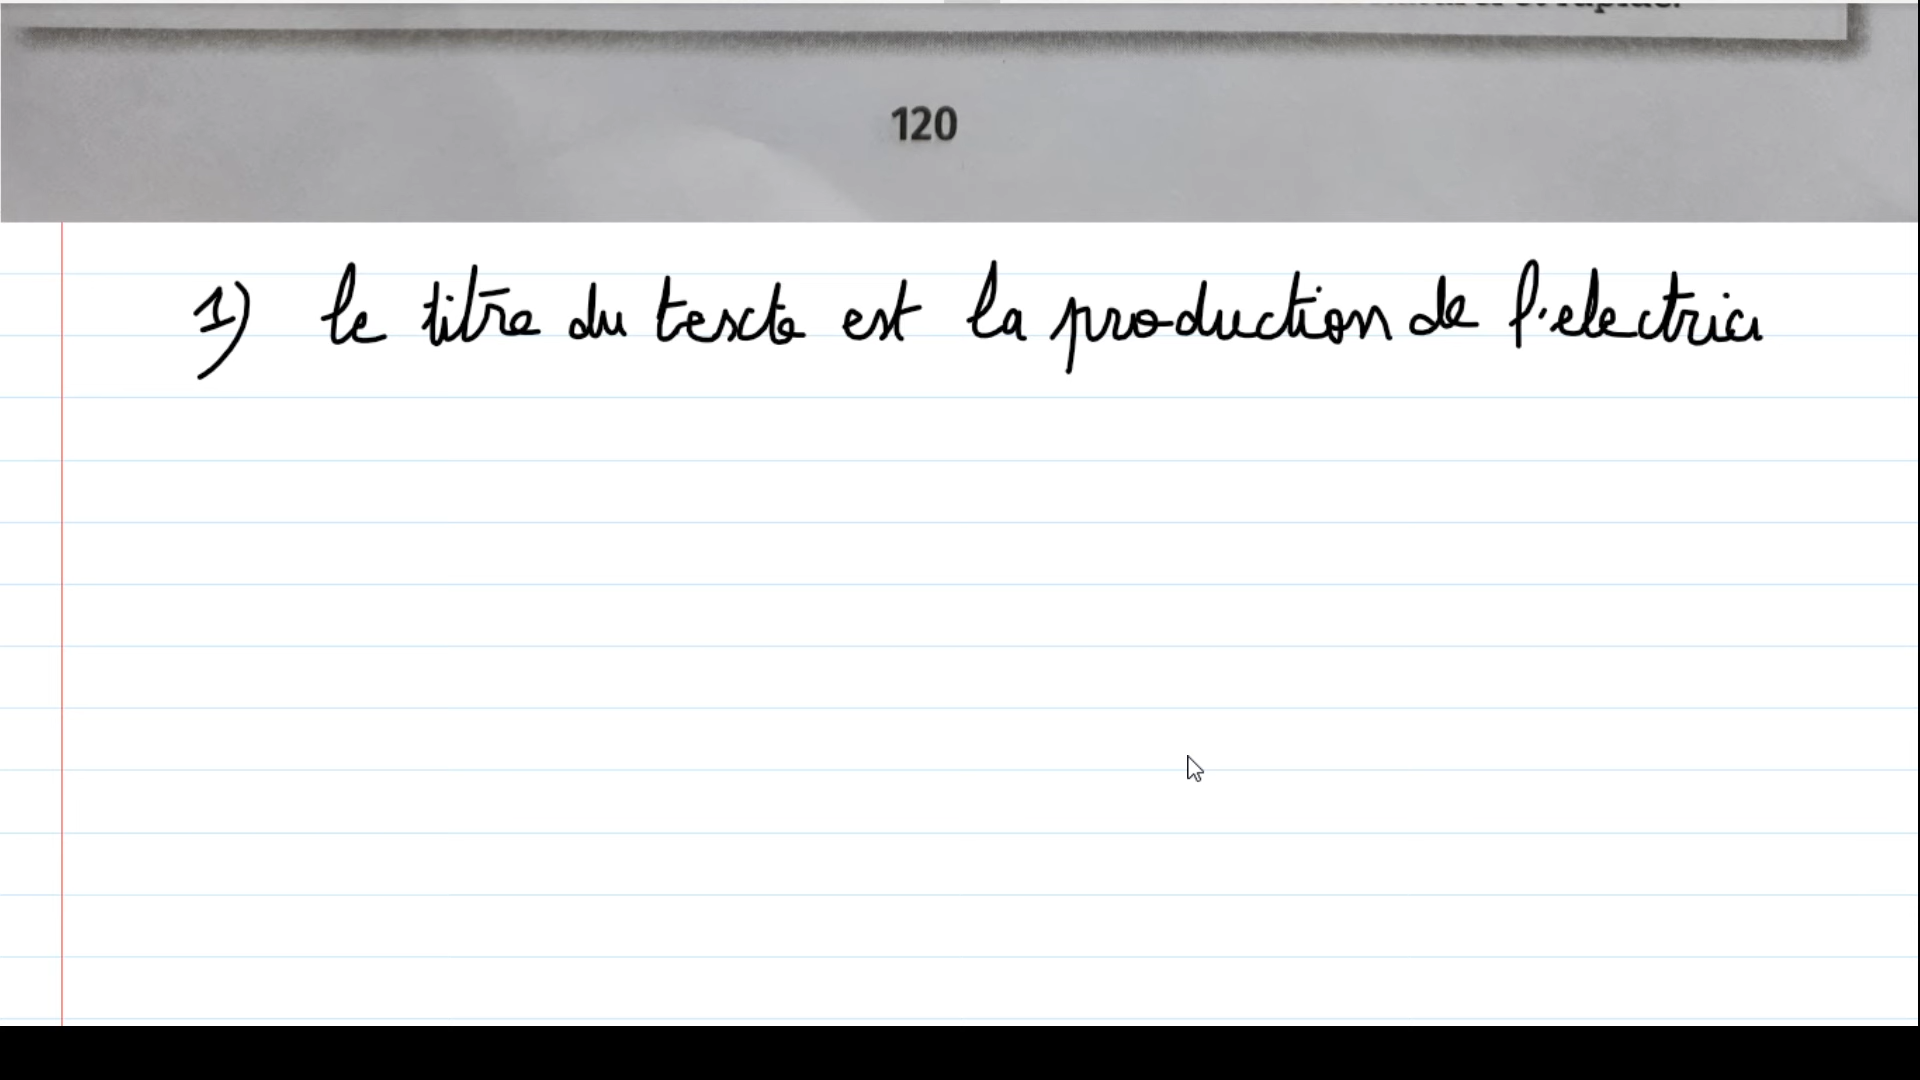 120
1) le titre du texte est la production de l'electrici